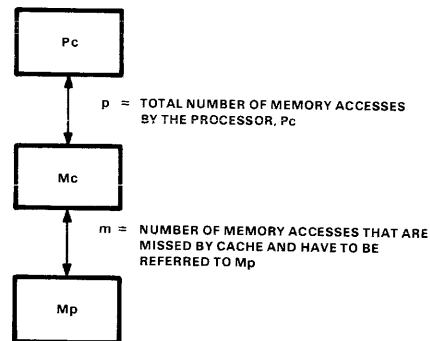 Pc
p = TOTAL NUMBER OF MEMORY ACCESSES
BY THE PROCESSOR, Pc
Mc
m = NUMBER OF MEMORY ACCESSES THAT ARE
MISSED BY CACHE AND HAVE TO BE
REFERRED TO Mp
Mp